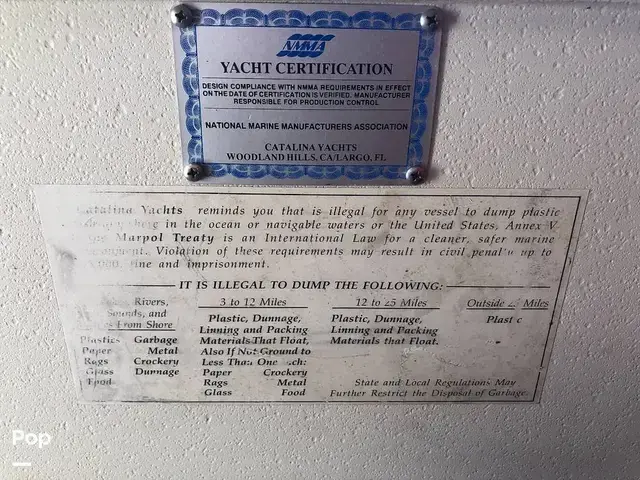 NMMA
YACHT CERTIFICATION
DESIGN COMPLIANCE WITH NMMA REQUIREMENTS IN EFFECT
ON THE DATE OF CERTIFICATION IS VERIFIED. MANUFACTURER
RESPONSIBLE FOR PRODUCTION CONTROL
NATIONAL MARINE MANUFACTURERS ASSOCIATION
CATALINA YACHTS
WOODLAND HILLS, CA/LARGO, FL
Catalina Yachts reminds you that is illegal for any vessel to dump plastic
in the ocean or navigable waters or the United States. Annex V
Marpol Treaty is an International Law for a cleaner, safer marine
Violation of these requirements may result in civil up to
fine and imprisonment.
IT IS ILLEGAL TO DUMP THE FOLLOWING:
Rivers, 3 to 12 Miles 12 to 25 Miles Outside Miles
Sounds, and Plastic, Dunnage, Plastic, Dunnage,
From Shore Linning and Packing Linning and Packing
Plastics Garbage Materials That Float, Materials that Float.
Paper Metal Also If Not Ground to
Rags Crockery Less Than One
Glass Dunnage Paper Crockery
Food Rags Metal State and Local Regulations May
Glass Food Further Restrict the Disposal of Garbage.
Pop